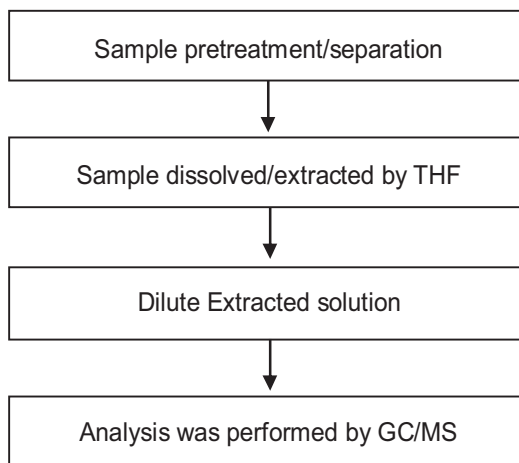 Sample pretreatment/separation
Sample dissolved/extracted by THF
Dilute Extracted solution
Analysis was performed by GC/MS